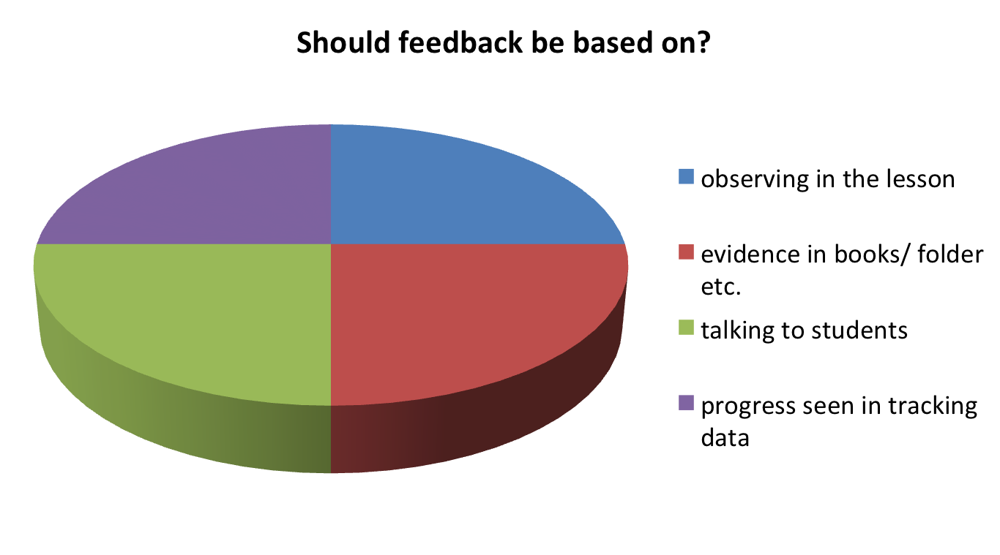 Should feedback be based on?
observing in the lesson
evidence in books/ folder
etc.
talking to students
progress seen in tracking
data